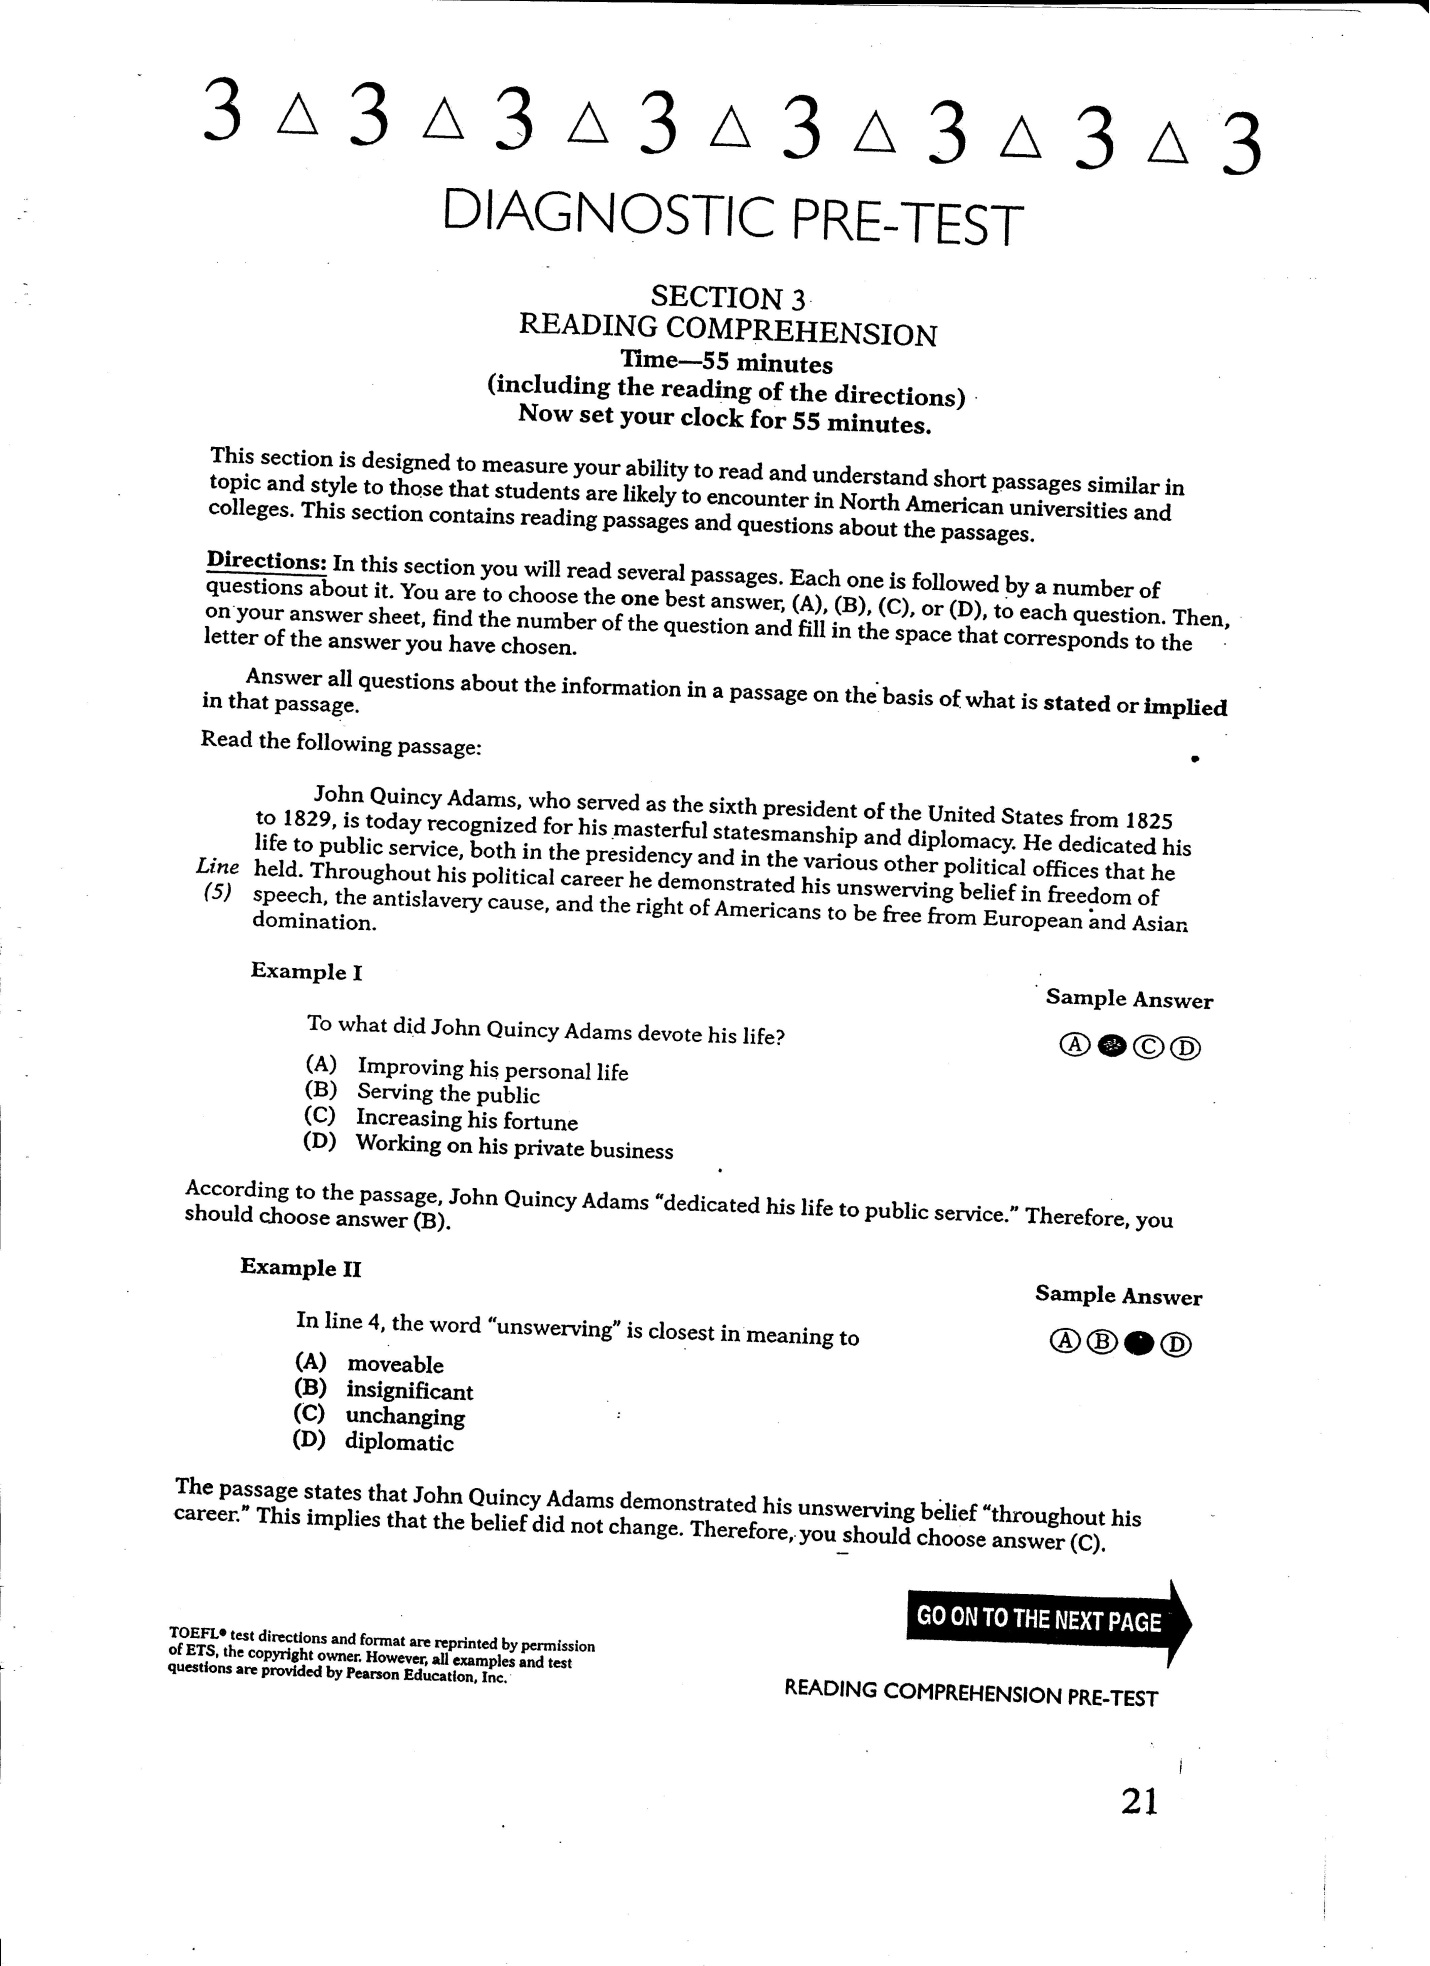 3 △ 3 △ 3 △ 3 △ 3 △ 3 △ 3 △ 3
DIAGNOSTIC PRE-TEST
SECTION 3
READING COMPREHENSION
Time—55 minutes
(including the reading of the directions)
Now set your clock for 55 minutes.
This section is designed to measure your ability to read and understand short passages similar in
topic and style to those that students are likely to encounter in North American universities and
colleges. This section contains reading passages and questions about the passages.
Directions: In this section you will read several passages. Each one is followed by a number of
questions about it. You are to choose the one best answer, (A), (B), (C), or (D), to each question. Then,
on your answer sheet, find the number of the question and fill in the space that corresponds to the
letter of the answer you have chosen.
Answer all questions about the information in a passage on the basis of what is stated or implied
in that passage.
Read the following passage:
John Quincy Adams, who served as the sixth president of the United States from 1825
to 1829, is today recognized for his masterful statesmanship and diplomacy. He dedicated his
life to public service, both in the presidency and in the various other political offices that he
Line held. Throughout his political career he demonstrated his unswerving belief in freedom of
(5) speech, the antislavery cause, and the right of Americans to be free from European and Asian
domination.
Example I
Sample Answer
To what did John Quincy Adams devote his life?
Ⓐ ● Ⓒ Ⓓ
(A) Improving his personal life
(B) Serving the public
(C) Increasing his fortune
(D) Working on his private business
According to the passage, John Quincy Adams “dedicated his life to public service.” Therefore, you
should choose answer (B).
Example II
Sample Answer
In line 4, the word “unswerving” is closest in meaning to
Ⓐ Ⓑ ● Ⓓ
(A) moveable
(B) insignificant
(C) unchanging
(D) diplomatic
The passage states that John Quincy Adams demonstrated his unswerving belief “throughout his
career.” This implies that the belief did not change. Therefore, you should choose answer (C).
GO ON TO THE NEXT PAGE
TOEFL® test directions and format are reprinted by permission
of ETS, the copyright owner. However, all examples and test
questions are provided by Pearson Education, Inc.
READING COMPREHENSION PRE-TEST
21